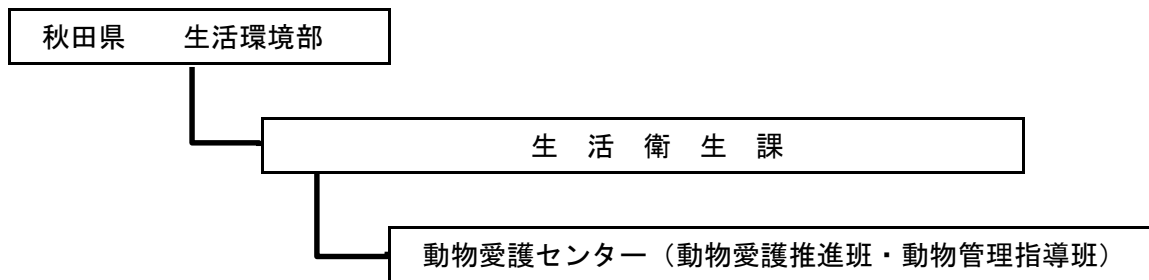 秋田県　　生活環境部
生　活　衛　生　課
動物愛護センター（動物愛護推進班・動物管理指導班）